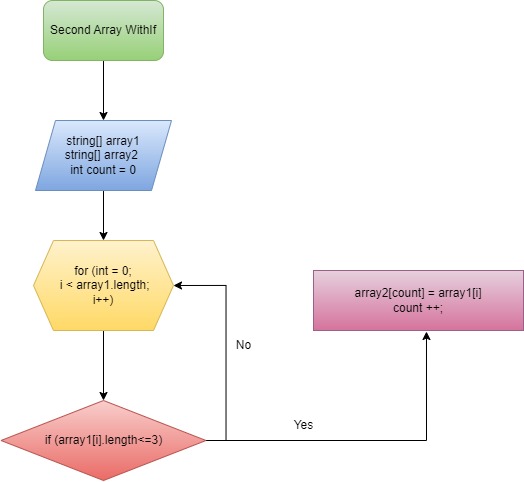 Second Array WithIf
string[] array1
string[] array2
int count = 0
for (int = 0;
i < array1.length;
i++)
array2[count] = array1[i]
count ++;
No
Yes
if (array1[i].length<=3)